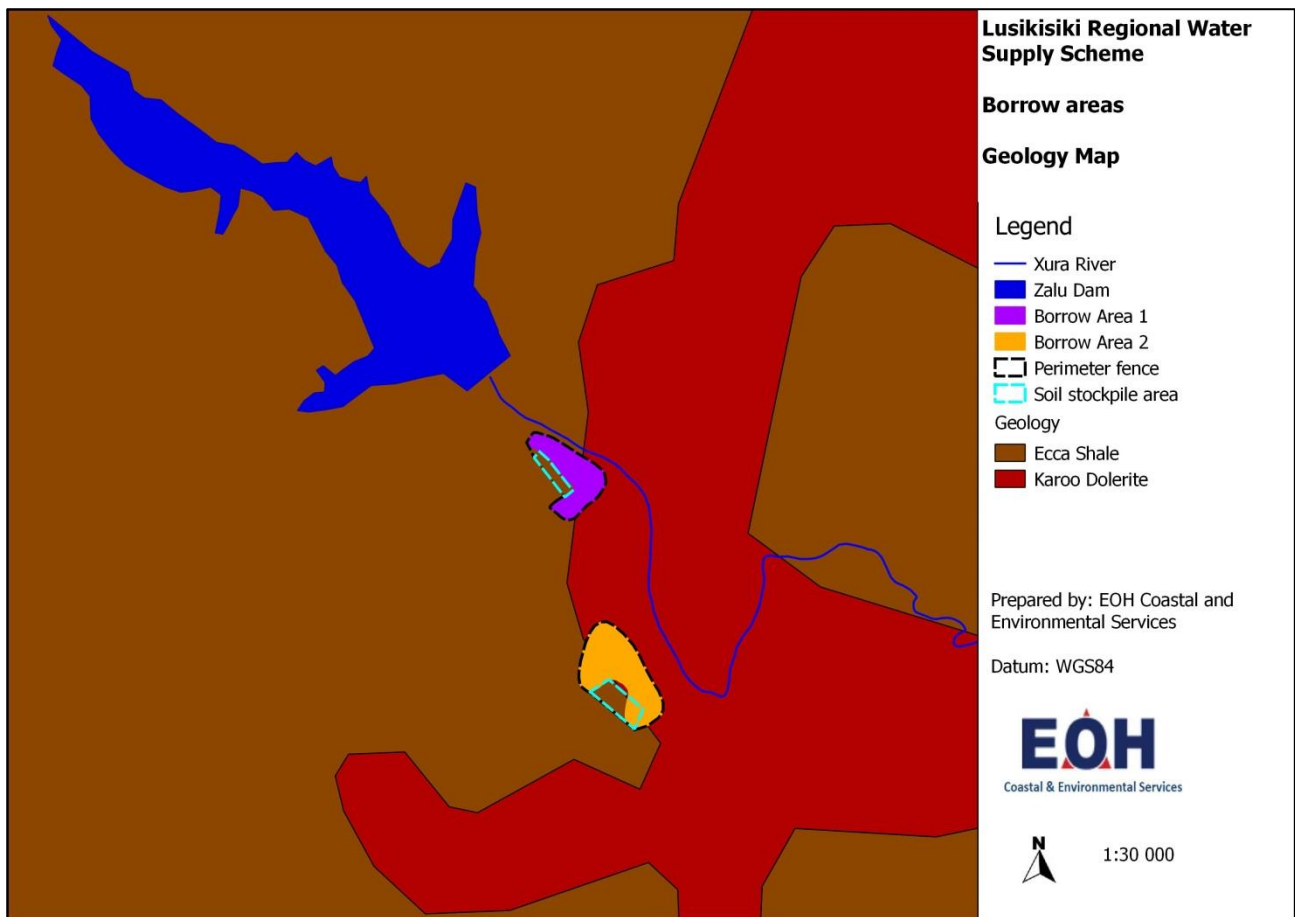 Lusikisiki Regional Water
Supply Scheme
Borrow areas
Geology Map
Legend
Xura River
Zalu Dam
Borrow Area 1
Borrow Area 2
Perimeter fence
Soil stockpile area
Geology
Ecca Shale
Karoo Dolerite
Prepared by: EOH Coastal and
Environmental Services
Datum: WGS84
EOH
Coastal & Environmental Services
N
1:30 000